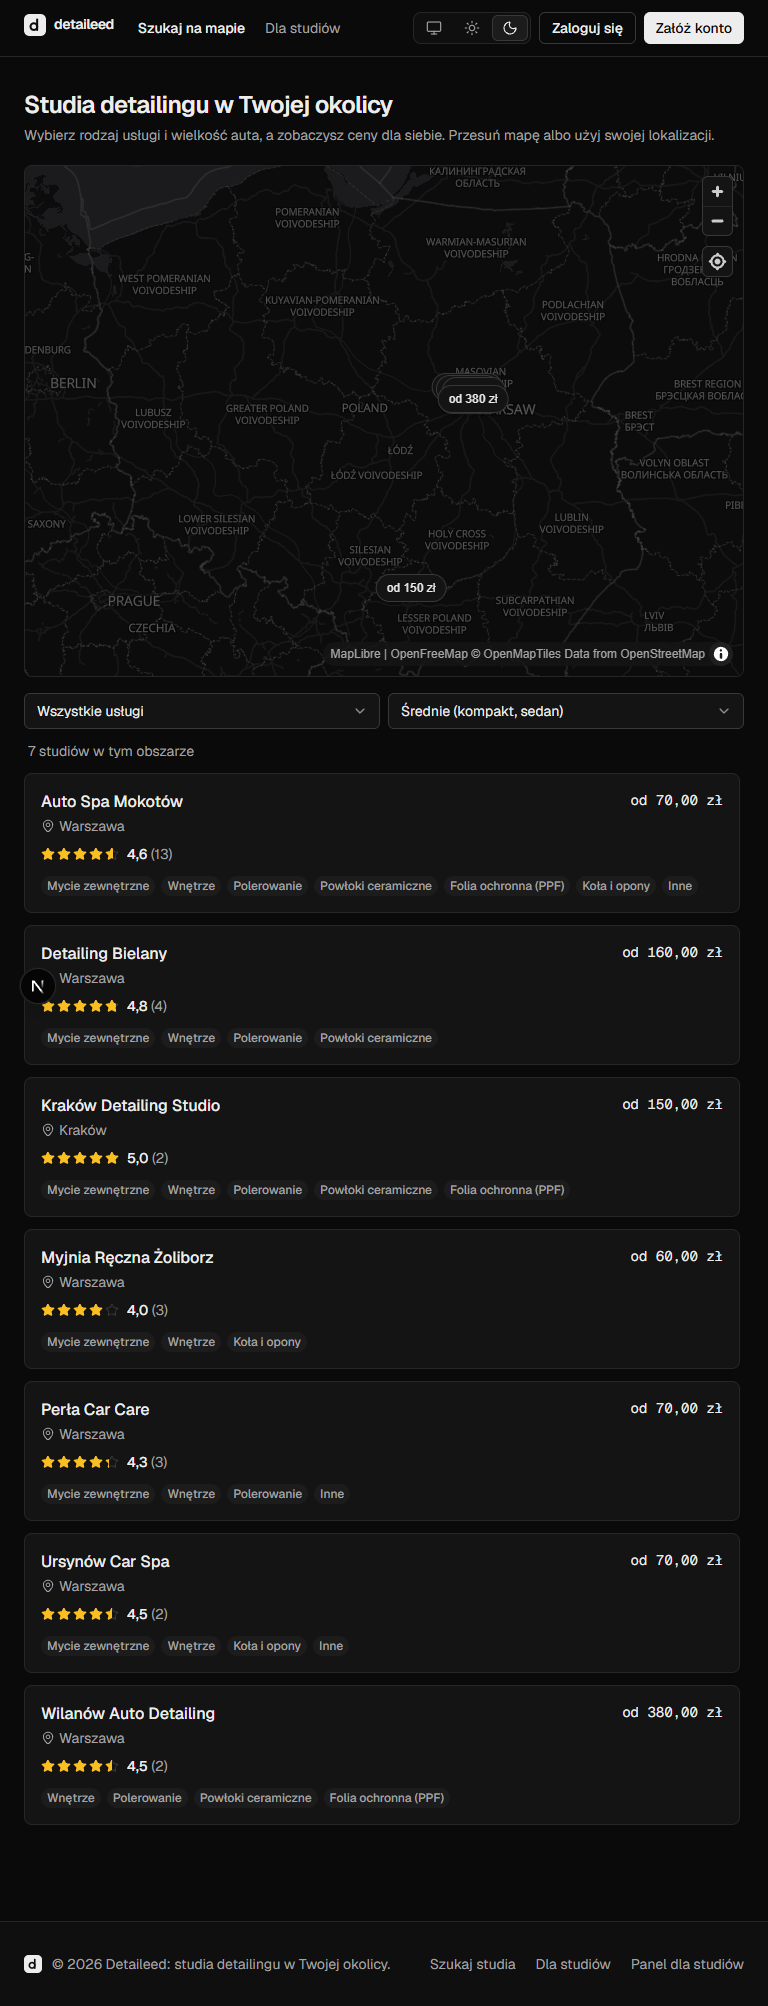 detaileed
Szukaj na mapie
Dla studiów
Zaloguj się
Załóż konto
Studia detailingu w Twojej okolicy
Wybierz rodzaj usługi i wielkość auta, a zobaczysz ceny dla siebie. Przesuń mapę albo użyj swojej lokalizacji.
КАЛИНИНГРАДСКАЯ
ОБЛАСТЬ
POMERANIAN
VOIVODESHIP
WARMIAN-MASURIAN
VOIVODESHIP
HRODNA
WEST POMERANIAN
VOIVODESHIP
KUYAVIAN-POMERANIAN
VOIVODESHIP
PODLACHIAN
VOIVODESHIP
ВОБЛАСЦЬ
DENBURG
BERLIN
MASOVIAN
od 380 zł
RSAW
BREST REGION
LUBUSZ
VOIVODESHIP
GREATER POLAND
VOIVODESHIP
POLAND
BREST
БРЭСТ
ŁÓDŹ
ŁÓDŹ VOIVODESHIP
VOLYN OBLAST
ВОЛИНСЬКА ОБЛАСТЬ
SAXONY
LOWER SILESIAN
VOIVODESHIP
HOLY CROSS
VOIVODESHIP
LUBLIN
VOIVODESHIP
SILESIAN
VOIVODESHIP
od 150 zł
PRAGUE
CZECHIA
LESSER POLAND
VOIVODESHIP
SUBCARPATHIAN
VOIVODESHIP
LVIV
ЛЬВІВ
MapLibre | OpenFreeMap © OpenMapTiles Data from OpenStreetMap
Wszystkie usługi
Średnie (kompakt, sedan)
7 studiów w tym obszarze
Auto Spa Mokotów
od 70,00 zł
Warszawa
4,6 (13)
Mycie zewnętrzne Wnętrze Polerowanie Powłoki ceramiczne Folia ochronna (PPF) Koła i opony Inne
Detailing Bielany
od 160,00 zł
Warszawa
4,8 (4)
Mycie zewnętrzne Wnętrze Polerowanie Powłoki ceramiczne
Kraków Detailing Studio
od 150,00 zł
Kraków
5,0 (2)
Mycie zewnętrzne Wnętrze Polerowanie Powłoki ceramiczne Folia ochronna (PPF)
Myjnia Ręczna Żoliborz
od 60,00 zł
Warszawa
4,0 (3)
Mycie zewnętrzne Wnętrze Koła i opony
Perła Car Care
od 70,00 zł
Warszawa
4,3 (3)
Mycie zewnętrzne Wnętrze Polerowanie Inne
Ursynów Car Spa
od 70,00 zł
Warszawa
4,5 (2)
Mycie zewnętrzne Wnętrze Koła i opony Inne
Wilanów Auto Detailing
od 380,00 zł
Warszawa
4,5 (2)
Wnętrze Polerowanie Powłoki ceramiczne Folia ochronna (PPF)
© 2026 Detaileed: studia detailingu w Twojej okolicy.
Szukaj studia
Dla studiów
Panel dla studiów